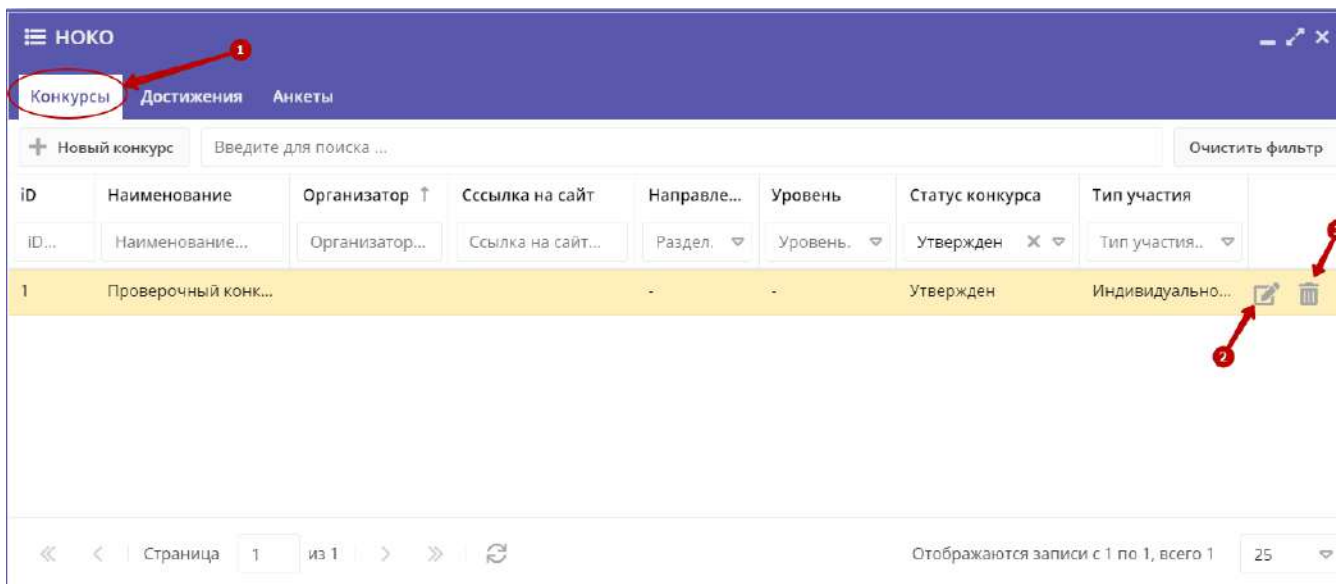 НОКО
1
Конкурсы Достижения Анкеты
Новый конкурс Введите для поиска ... Очистить фильтр
iD Наименование Организатор ↑ Сссылка на сайт Направле... Уровень Статус конкурса Тип участия
iD... Наименование... Организатор... Ссылка на сайт... Раздел. Уровень. Утвержден Тип участия..
1 Проверочный конк... - - Утвержден Индивидуально...
2
Страница 1 из 1 Отображаются записи с 1 по 1, всего 1 25